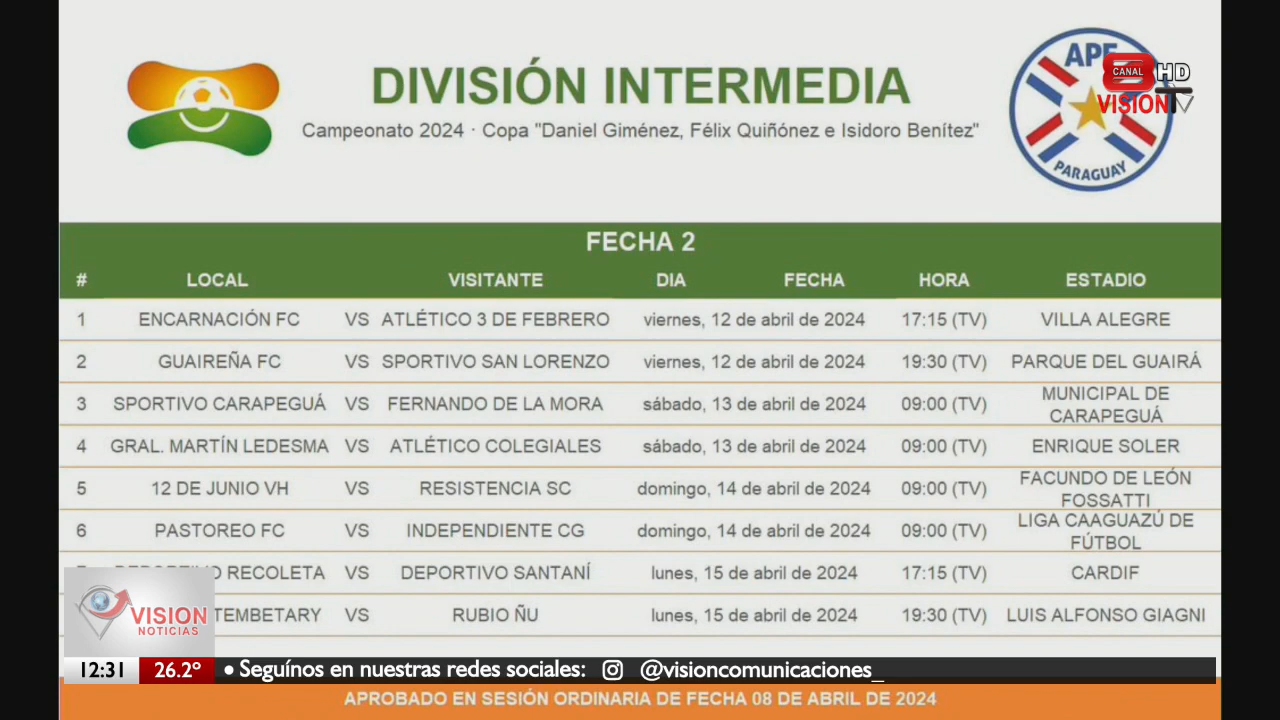 DIVISIÓN INTERMEDIA
Campeonato 2024 · Copa "Daniel Giménez, Félix Quiñónez e Isidoro Benítez"
APF
PARAGUAY
CANAL 8 HD
VISION TV
FECHA 2
# LOCAL VISITANTE DIA FECHA HORA ESTADIO
1 ENCARNACIÓN FC VS ATLÉTICO 3 DE FEBRERO viernes, 12 de abril de 2024 17:15 (TV) VILLA ALEGRE
2 GUAIREÑA FC VS SPORTIVO SAN LORENZO viernes, 12 de abril de 2024 19:30 (TV) PARQUE DEL GUAIRÁ
3 SPORTIVO CARAPEGUÁ VS FERNANDO DE LA MORA sábado, 13 de abril de 2024 09:00 (TV) MUNICIPAL DE CARAPEGUÁ
4 GRAL. MARTÍN LEDESMA VS ATLÉTICO COLEGIALES sábado, 13 de abril de 2024 09:00 (TV) ENRIQUE SOLER
5 12 DE JUNIO VH VS RESISTENCIA SC domingo, 14 de abril de 2024 09:00 (TV) FACUNDO DE LEÓN FOSSATTI
6 PASTOREO FC VS INDEPENDIENTE CG domingo, 14 de abril de 2024 09:00 (TV) LIGA CAAGUAZÚ DE FÚTBOL
RECOLETA VS DEPORTIVO SANTANÍ lunes, 15 de abril de 2024 17:15 (TV) CARDIF
TEMBETARY VS RUBIO ÑU lunes, 15 de abril de 2024 19:30 (TV) LUIS ALFONSO GIAGNI
VISION
NOTICIAS
12:31 26.2º • Seguínos en nuestras redes sociales: @visioncomunicaciones_
APROBADO EN SESIÓN ORDINARIA DE FECHA 08 DE ABRIL DE 2024